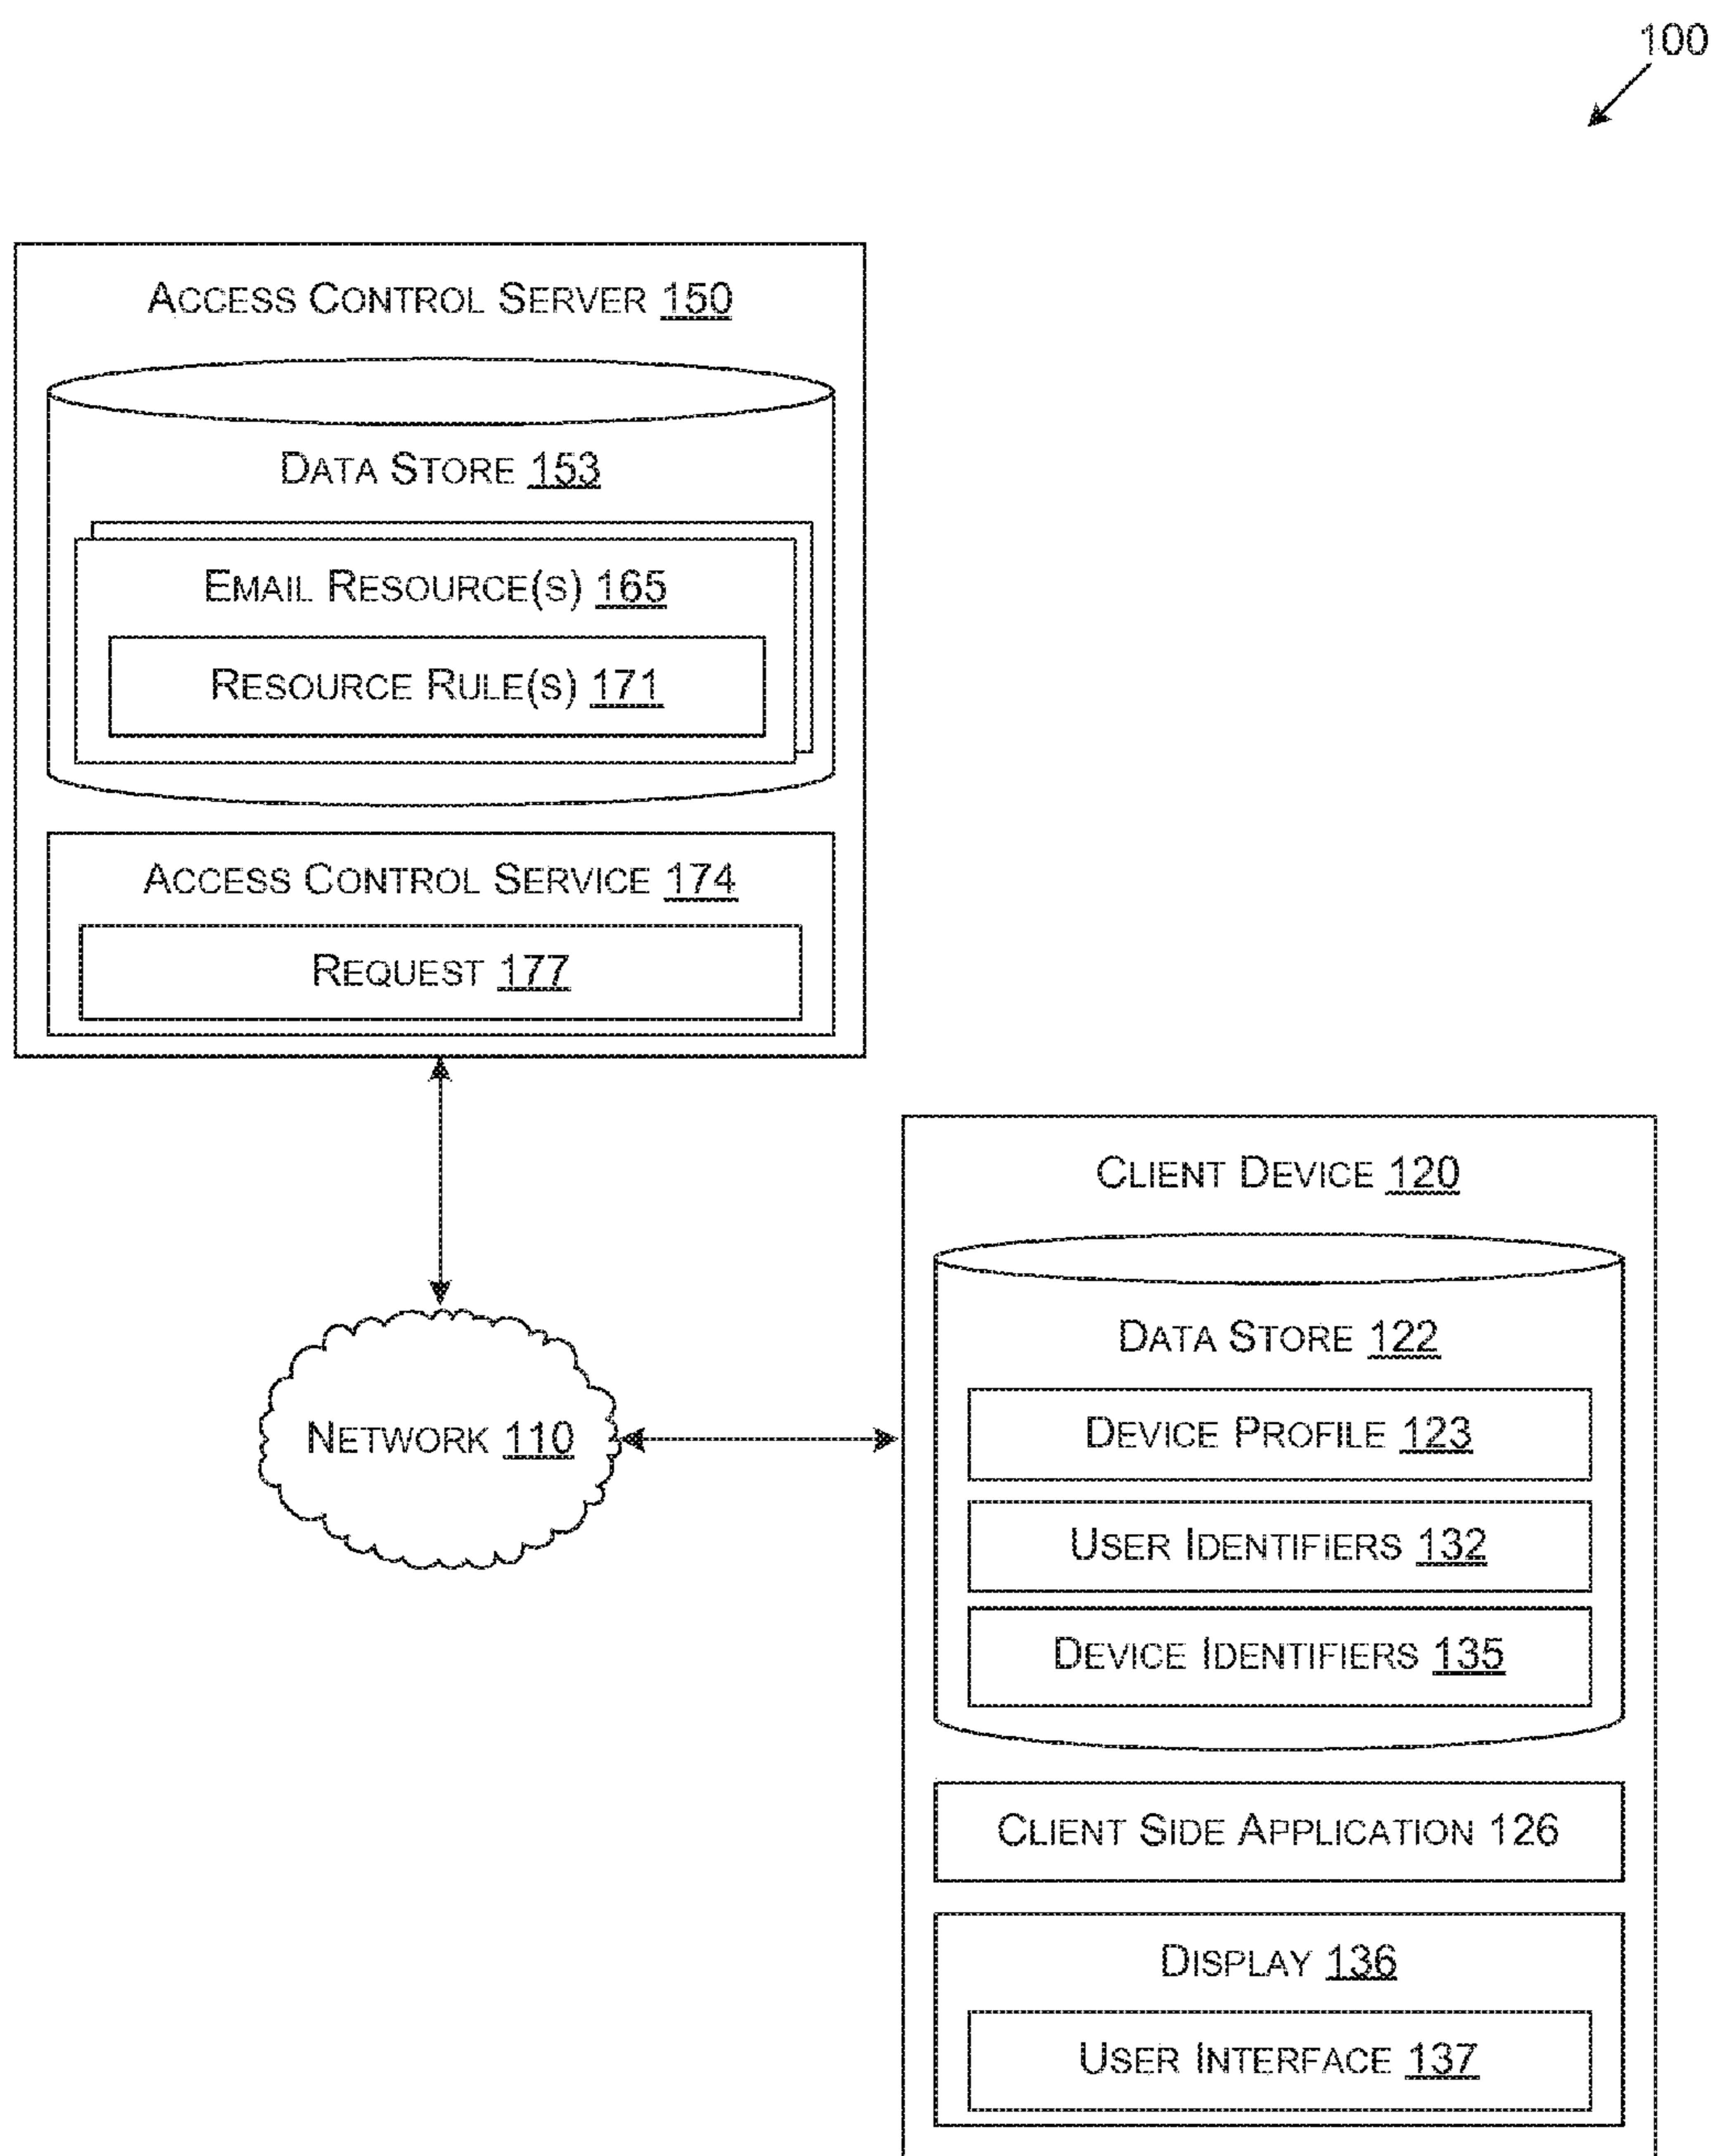 100
ACCESS CONTROL SERVER 150
DATA STORE 153
EMAIL RESOURCE(S) 165
RESOURCE RULE(S) 171
ACCESS CONTROL SERVICE 174
REQUEST 177
NETWORK 110
CLIENT DEVICE 120
DATA STORE 122
DEVICE PROFILE 123
USER IDENTIFIERS 132
DEVICE IDENTIFIERS 135
CLIENT SIDE APPLICATION 126
DISPLAY 136
USER INTERFACE 137